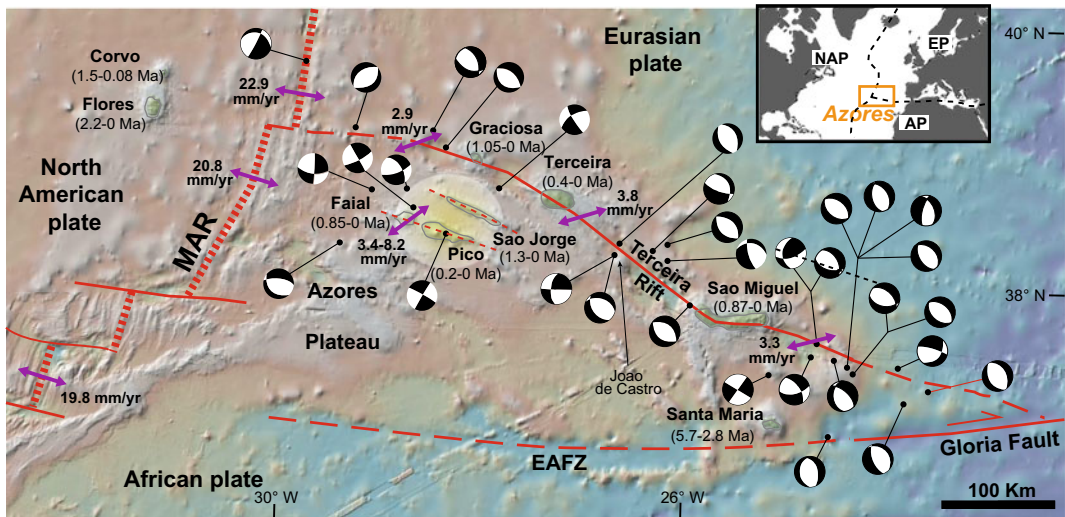 Corvo
(1.5-0.08 Ma)
Flores
(2.2-0 Ma)
22.9
mm/yr
Eurasian
plate
NAP
EP
AP
Azores
40° N
2.9
mm/yr
Graciosa
(1.05-0 Ma)
Terceira
(0.4-0 Ma)
North
American
plate
20.8
mm/yr
MAR
Faial
(0.85-0 Ma)
3.4-8.2
mm/yr
Pico
(0.2-0 Ma)
Sao Jorge
(1.3-0 Ma)
3.8
mm/yr
Terceira
Rift
Sao Miguel
(0.87-0 Ma)
38° N
Azores
Plateau
3.3
mm/yr
Joao
de Castro
19.8 mm/yr
Santa Maria
(5.7-2.8 Ma)
Gloria Fault
EAFZ
African plate
30° W
26° W
100 Km